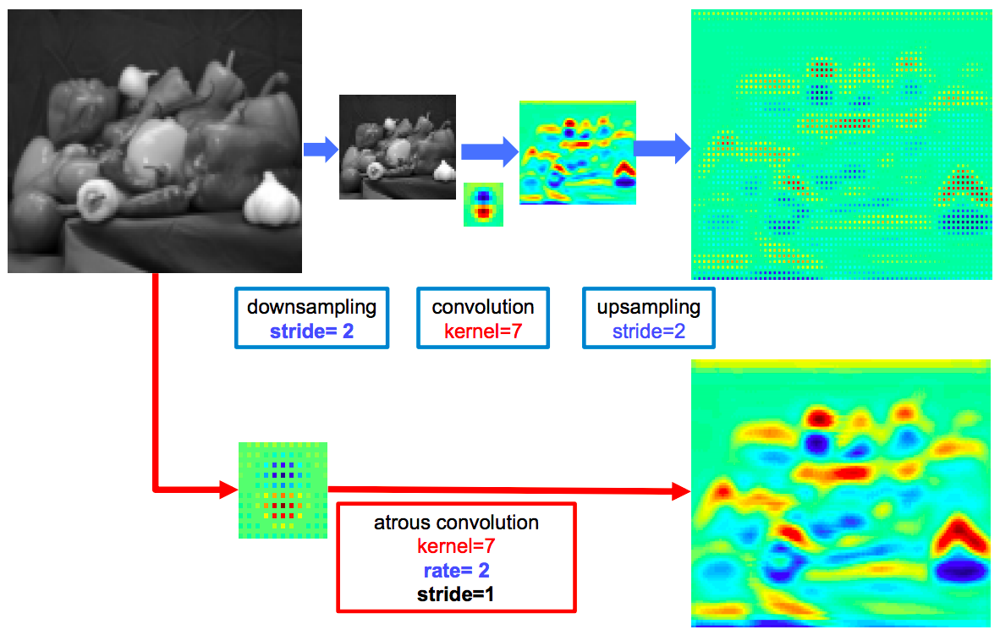 downsampling
stride= 2
convolution
kernel=7
upsampling
stride=2
atrous convolution
kernel=7
rate= 2
stride=1